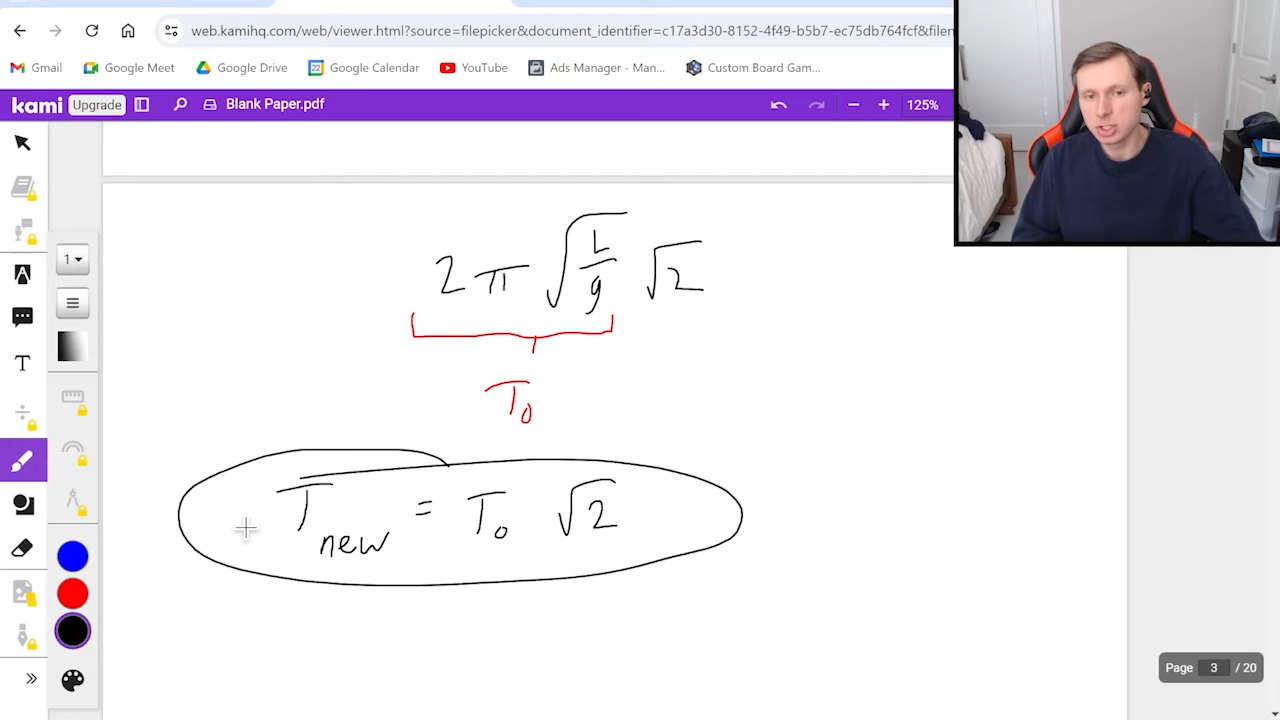 web.kamihq.com/web/viewer.html?source=filepicker&document_identifier=c17a3d30-8152-4f49-b5b7-ec75db764fcf&filen
Gmail Google Meet Google Drive 22 Google Calendar YouTube Ads Manager - Man... Custom Board Gam...
kami Upgrade Blank Paper.pdf 125%
1
T
2π √(L/g) √2
T₀
T new = T₀ √2
Page 3 / 20